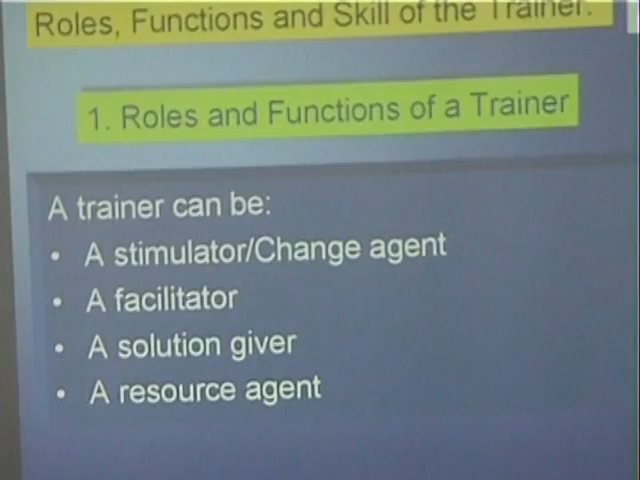 Roles, Functions and Skill of the Trainer.
1. Roles and Functions of a Trainer
A trainer can be:
• A stimulator/Change agent
• A facilitator
• A solution giver
• A resource agent